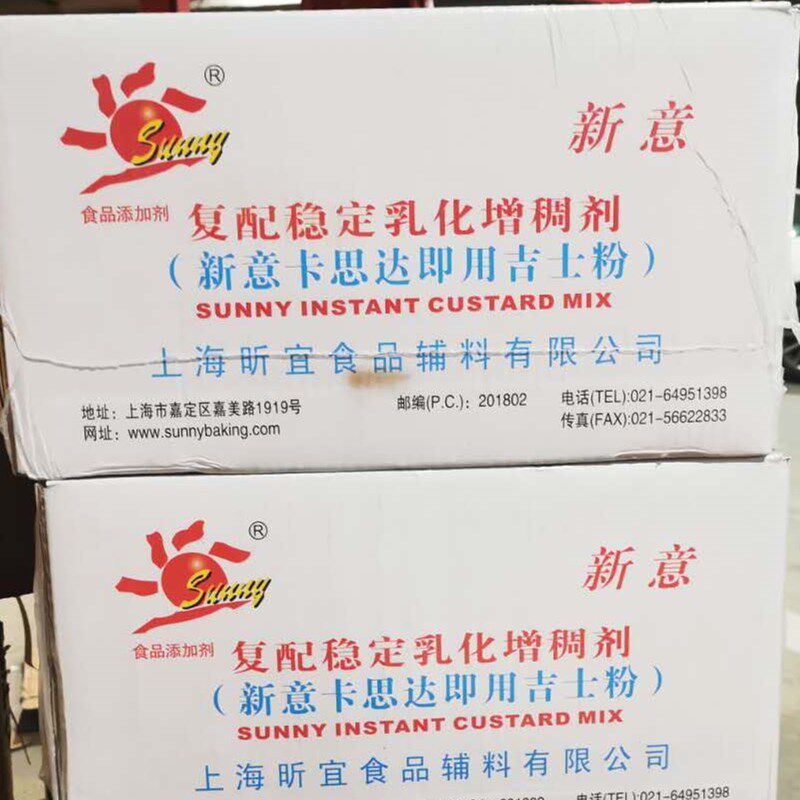 ®
Sunny
新意
食品添加剂
复配稳定乳化增稠剂
（新意卡思达即用吉士粉）
SUNNY INSTANT CUSTARD MIX
上海昕宜食品辅料有限公司
地址：上海市嘉定区嘉美路1919号
邮编(P.C.)：201802
电话(TEL):021-64951398
网址：www.sunnybaking.com
传真(FAX):021-56622833
®
Sunny
新意
食品添加剂
复配稳定乳化增稠剂
（新意卡思达即用吉士粉）
SUNNY INSTANT CUSTARD MIX
上海昕宜食品辅料有限公司
电话(TEL):021-64951398